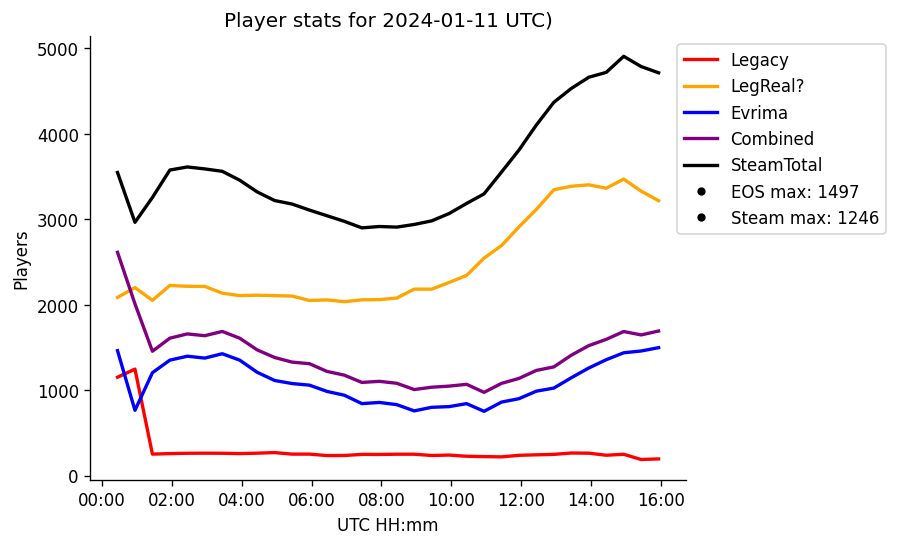 Player stats for 2024-01-11 UTC)
5000
4000
3000
2000
1000
0
Players
00:00 02:00 04:00 06:00 08:00 10:00 12:00 14:00 16:00
UTC HH:mm
Legacy
LegReal?
Evrima
Combined
SteamTotal
EOS max: 1497
Steam max: 1246